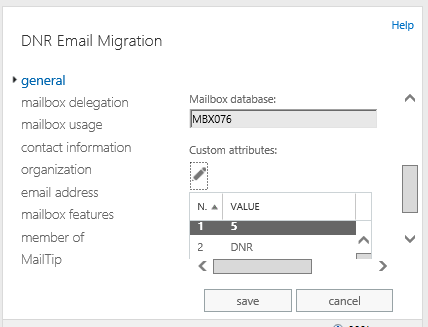 Help
DNR Email Migration
general
mailbox delegation
mailbox usage
contact information
organization
email address
mailbox features
member of
MailTip
Mailbox database:
MBX076
Custom attributes:
N. VALUE
1 5
2 DNR
save cancel